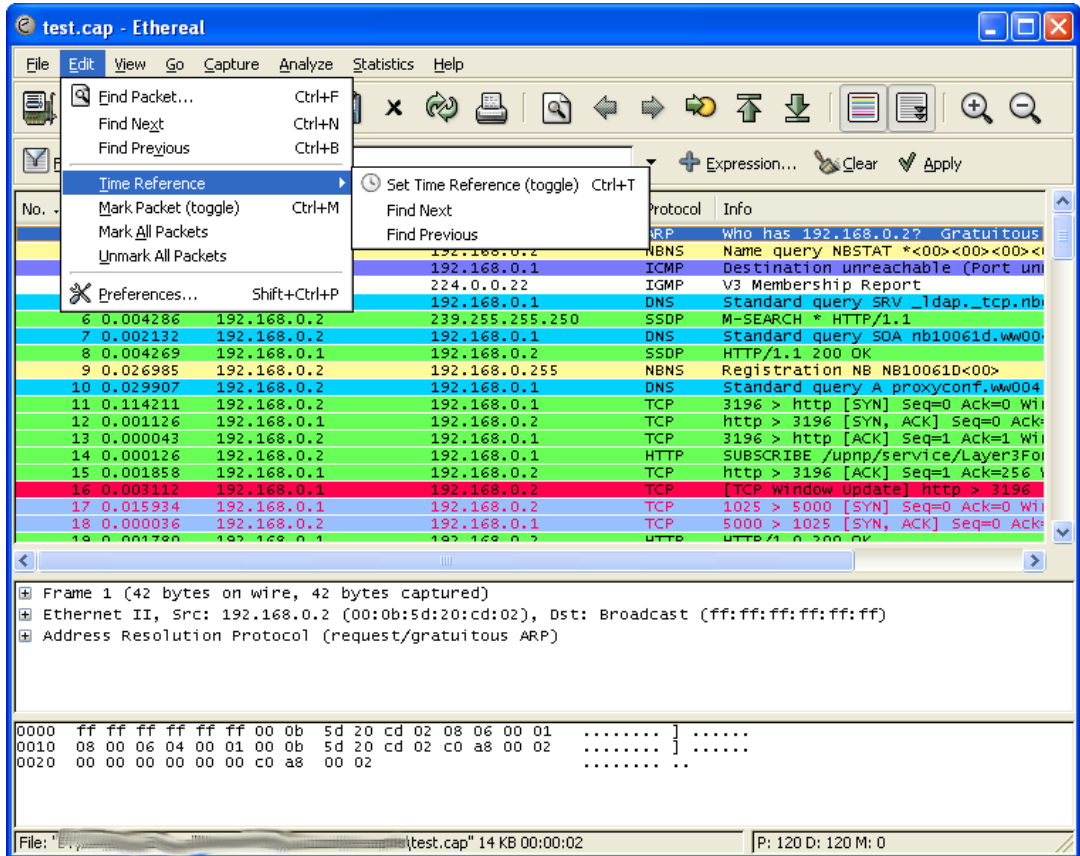 test.cap - Ethereal
File Edit View Go Capture Analyze Statistics Help
Find Packet... Ctrl+F
Find Next Ctrl+N
Find Previous Ctrl+B
Time Reference
Mark Packet (toggle) Ctrl+M
Mark All Packets
Unmark All Packets
Preferences... Shift+Ctrl+P
Set Time Reference (toggle) Ctrl+T
Find Next
Find Previous
Expression... Clear Apply
No. Protocol Info
ARP Who has 192.168.0.2? Gratuitous
192.168.0.2 NBNS Name query NBSTAT *<00><00><00>
192.168.0.1 ICMP Destination unreachable (Port
224.0.0.22 IGMP V3 Membership Report
192.168.0.1 DNS Standard query SRV _ldap._tcp.
6 0.004286 192.168.0.2 239.255.255.250 SSDP M-SEARCH * HTTP/1.1
7 0.002132 192.168.0.2 192.168.0.1 DNS Standard query SOA nb10061d.ww00
8 0.004269 192.168.0.1 192.168.0.2 SSDP HTTP/1.1 200 OK
9 0.026985 192.168.0.2 192.168.0.255 NBNS Registration NB NB10061D<00>
10 0.029907 192.168.0.2 192.168.0.1 DNS Standard query A proxyconf.ww004
11 0.114211 192.168.0.2 192.168.0.1 TCP 3196 > http [SYN] Seq=0 Ack=0
12 0.001126 192.168.0.1 192.168.0.2 TCP http > 3196 [SYN, ACK] Seq=0 Ack=
13 0.000043 192.168.0.2 192.168.0.1 TCP 3196 > http [ACK] Seq=1 Ack=1
14 0.000126 192.168.0.2 192.168.0.1 HTTP SUBSCRIBE /upnp/service/Layer3Fo
15 0.001858 192.168.0.1 192.168.0.2 TCP http > 3196 [ACK] Seq=1 Ack=256
16 0.003112 192.168.0.1 192.168.0.2 TCP [TCP Window Update] http > 3196
17 0.015934 192.168.0.1 192.168.0.2 TCP 1025 > 5000 [SYN] Seq=0 Ack=0
18 0.000036 192.168.0.2 192.168.0.1 TCP 5000 > 1025 [SYN, ACK] Seq=0 Ack=
19 0.001780 192.168.0.1 192.168.0.2 HTTP HTTP/1.0 200 OK
Frame 1 (42 bytes on wire, 42 bytes captured)
Ethernet II, Src: 192.168.0.2 (00:0b:5d:20:cd:02), Dst: Broadcast (ff:ff:ff:ff:ff:ff)
Address Resolution Protocol (request/gratuitous ARP)
0000 ff ff ff ff ff ff 00 0b 5d 20 cd 02 08 06 00 01 ........ ] ......
0010 08 00 06 04 00 01 00 0b 5d 20 cd 02 c0 a8 00 02 ........ ] ......
0020 00 00 00 00 00 00 c0 a8 00 02 ........ ..
File: \test.cap" 14 KB 00:00:02 P: 120 D: 120 M: 0